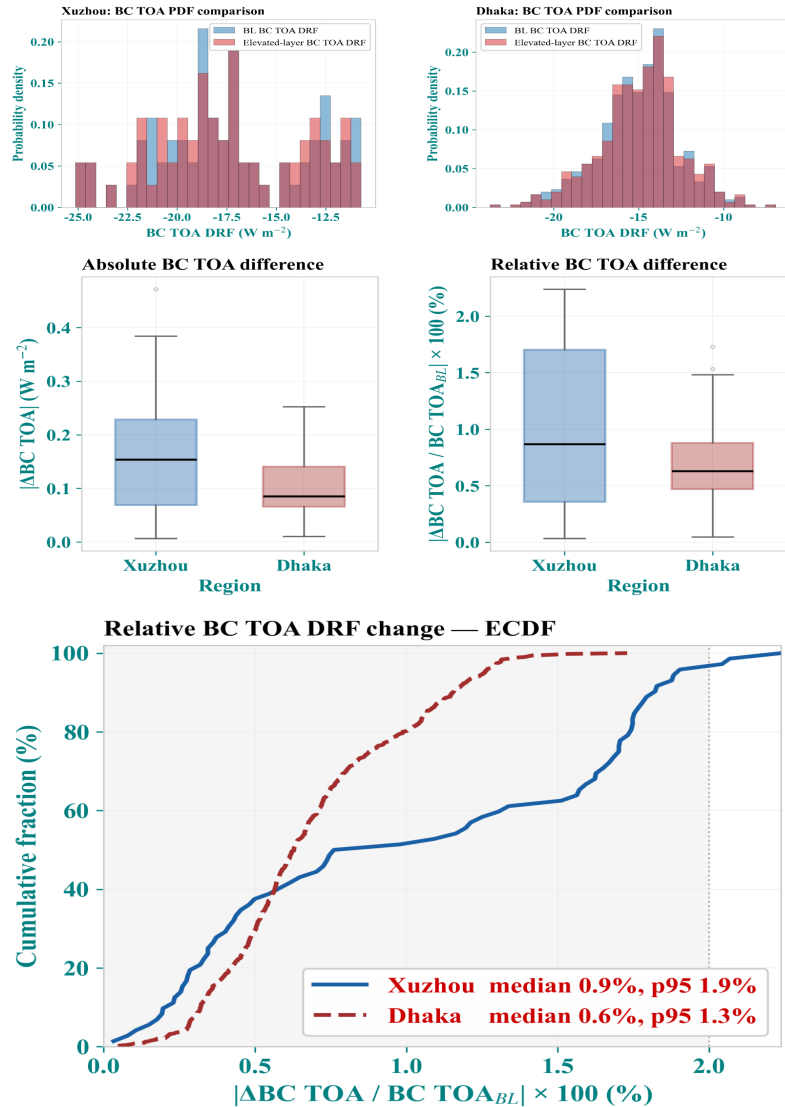 Xuzhou: BC TOA PDF comparison
BL BC TOA DRF
Elevated-layer BC TOA DRF
Probability density
0.20
0.15
0.10
0.05
0.00
-25.0 -22.5 -20.0 -17.5 -15.0 -12.5
BC TOA DRF (W m⁻²)
Dhaka: BC TOA PDF comparison
BL BC TOA DRF
Elevated-layer BC TOA DRF
Probability density
0.20
0.15
0.10
0.05
0.00
-20 -15 -10
BC TOA DRF (W m⁻²)
Absolute BC TOA difference
|ΔBC TOA| (W m⁻²)
0.4
0.3
0.2
0.1
0.0
Xuzhou Dhaka
Region
Relative BC TOA difference
|ΔBC TOA / BC TOA_BL| × 100 (%)
2.0
1.5
1.0
0.5
0.0
Xuzhou Dhaka
Region
Relative BC TOA DRF change — ECDF
Cumulative fraction (%)
100
80
60
40
20
0
Xuzhou median 0.9%, p95 1.9%
Dhaka median 0.6%, p95 1.3%
0.0 0.5 1.0 1.5 2.0
|ΔBC TOA / BC TOA_BL| × 100 (%)